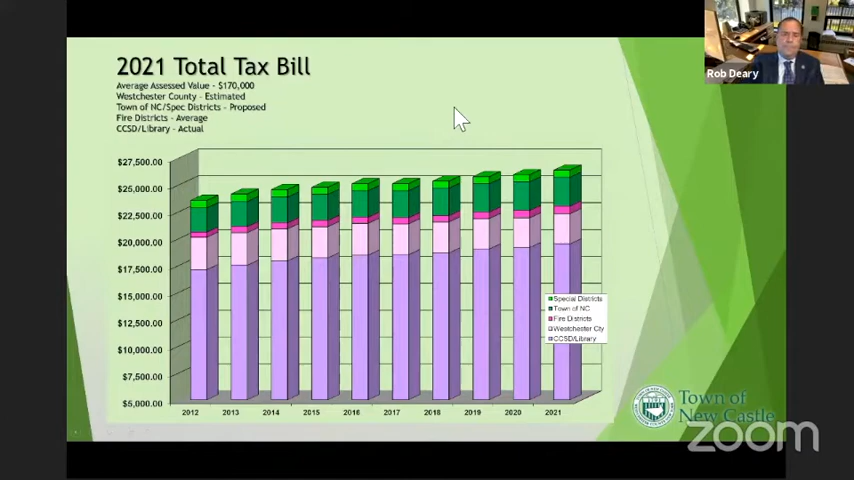 2021 Total Tax Bill
Average Assessed Value - $170,000
Westchester County - Estimated
Town of NC/Spec Districts - Proposed
Fire Districts - Average
CCSD/Library - Actual
Rob Deary
$27,500.00
$25,000.00
$22,500.00
$20,000.00
$17,500.00
$15,000.00
$12,500.00
$10,000.00
$7,500.00
$5,000.00
2012 2013 2014 2015 2016 2017 2018 2019 2020 2021
Special Districts
Town of NC
Fire Districts
Westchester Cty
CCSD/Library
Town of
New Castle
zoom